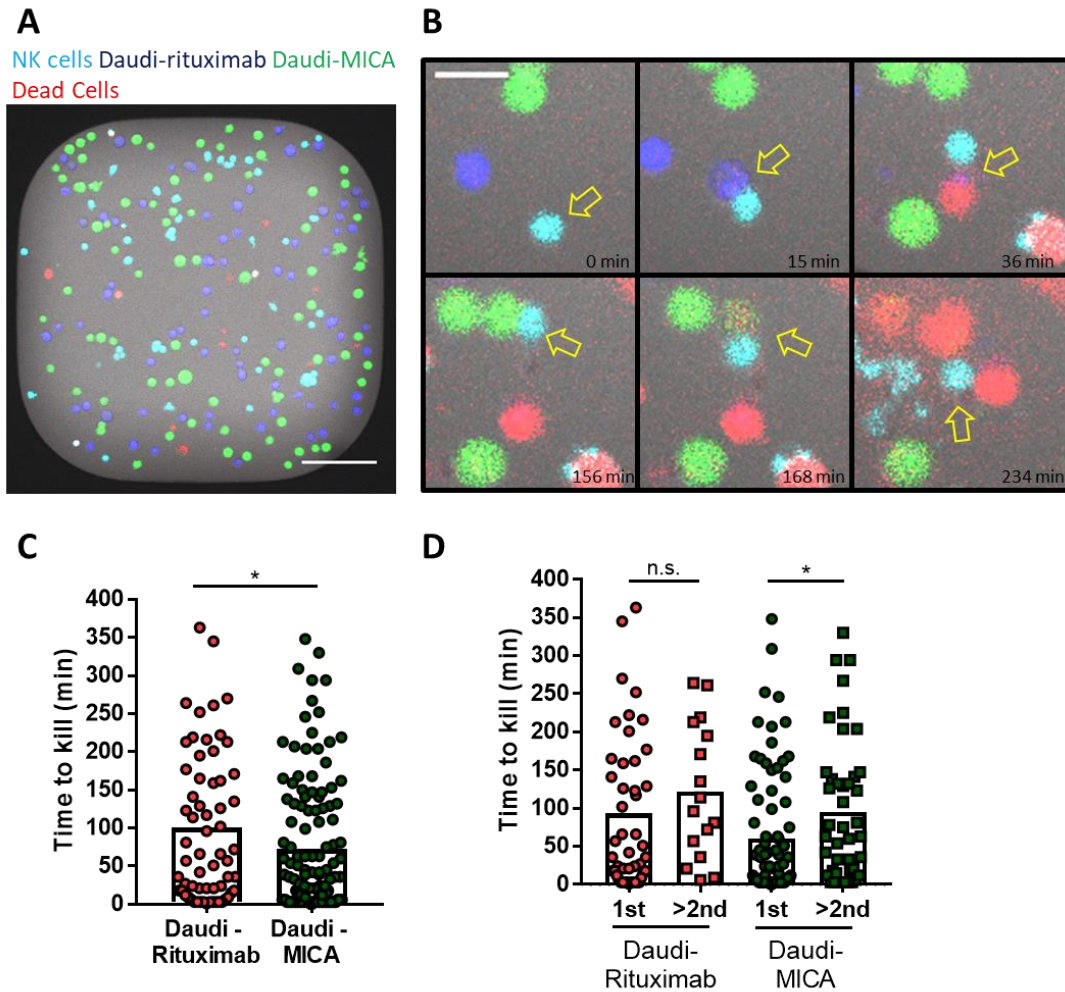 A
NK cells Daudi-rituximab Daudi-MICA
Dead Cells
B
0 min
15 min
36 min
156 min
168 min
234 min
C
*
Time to kill (min)
400
350
300
250
200
150
100
50
0
Daudi - Rituximab
Daudi - MICA
D
n.s.
*
Time to kill (min)
400
350
300
250
200
150
100
50
0
1st >2nd 1st >2nd
Daudi-
Rituximab
Daudi-
MICA